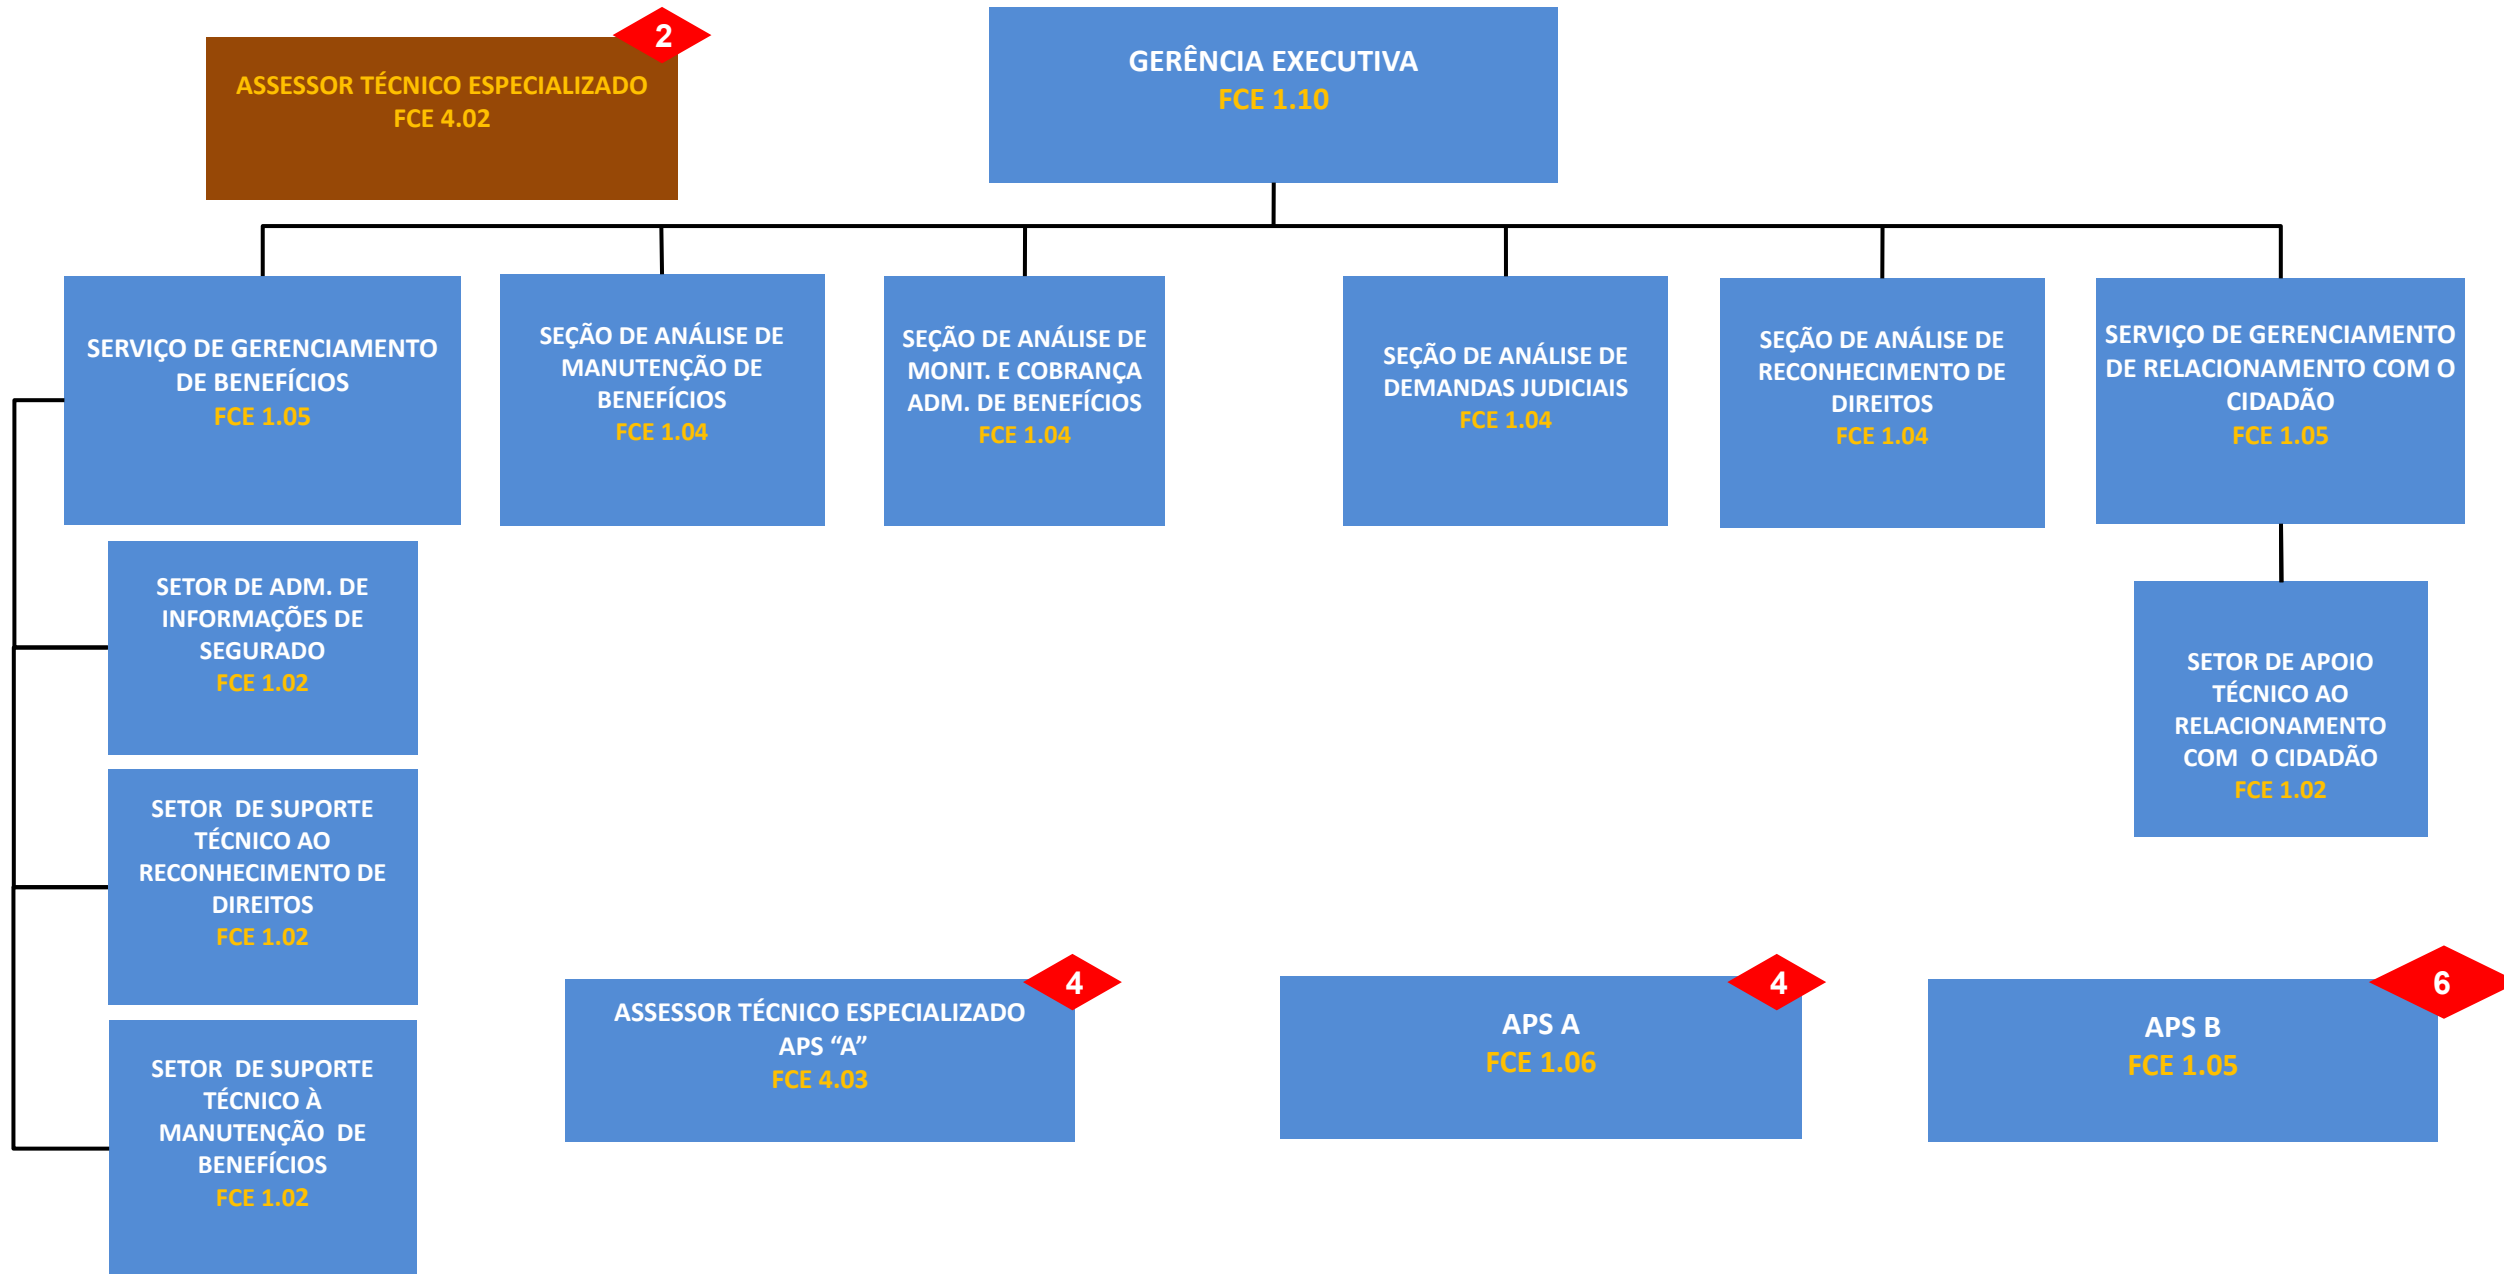 2
ASSESSOR TÉCNICO ESPECIALIZADO
FCE 4.02
GERÊNCIA EXECUTIVA
FCE 1.10
SERVIÇO DE GERENCIAMENTO
DE BENEFÍCIOS
FCE 1.05
SEÇÃO DE ANÁLISE DE
MANUTENÇÃO DE
BENEFÍCIOS
FCE 1.04
SEÇÃO DE ANÁLISE DE
MONIT. E COBRANÇA
ADM. DE BENEFÍCIOS
FCE 1.04
SEÇÃO DE ANÁLISE DE
DEMANDAS JUDICIAIS
FCE 1.04
SEÇÃO DE ANÁLISE DE
RECONHECIMENTO DE
DIREITOS
FCE 1.04
SERVIÇO DE GERENCIAMENTO
DE RELACIONAMENTO COM O
CIDADÃO
FCE 1.05
SETOR DE ADM. DE
INFORMAÇÕES DE
SEGURADO
FCE 1.02
SETOR DE APOIO
TÉCNICO AO
RELACIONAMENTO
COM O CIDADÃO
FCE 1.02
SETOR DE SUPORTE
TÉCNICO AO
RECONHECIMENTO DE
DIREITOS
FCE 1.02
SETOR DE SUPORTE
TÉCNICO À
MANUTENÇÃO DE
BENEFÍCIOS
FCE 1.02
4
ASSESSOR TÉCNICO ESPECIALIZADO
APS “A”
FCE 4.03
4
APS A
FCE 1.06
6
APS B
FCE 1.05